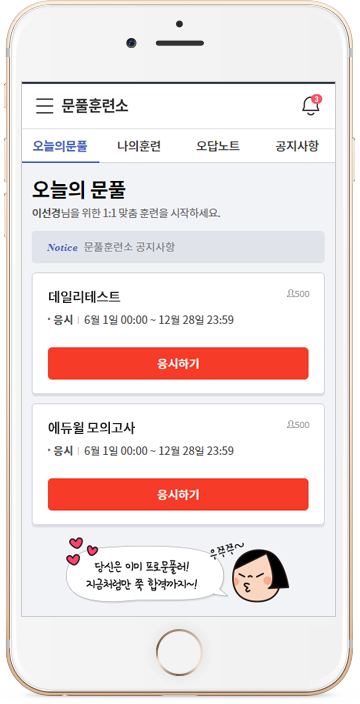 문풀훈련소
3
오늘의문풀 나의훈련 오답노트 공지사항
오늘의 문풀
이선경님을 위한 1:1 맞춤 훈련을 시작하세요.
Notice 문풀훈련소 공지사항
데일리테스트
500
· 응시 | 6월 1일 00:00 ~ 12월 28일 23:59
응시하기
에듀윌 모의고사
500
· 응시 | 6월 1일 00:00 ~ 12월 28일 23:59
응시하기
우쭈쭈~
당신은 이미 프로문풀러!
지금처럼만 쭉 합격까지~!